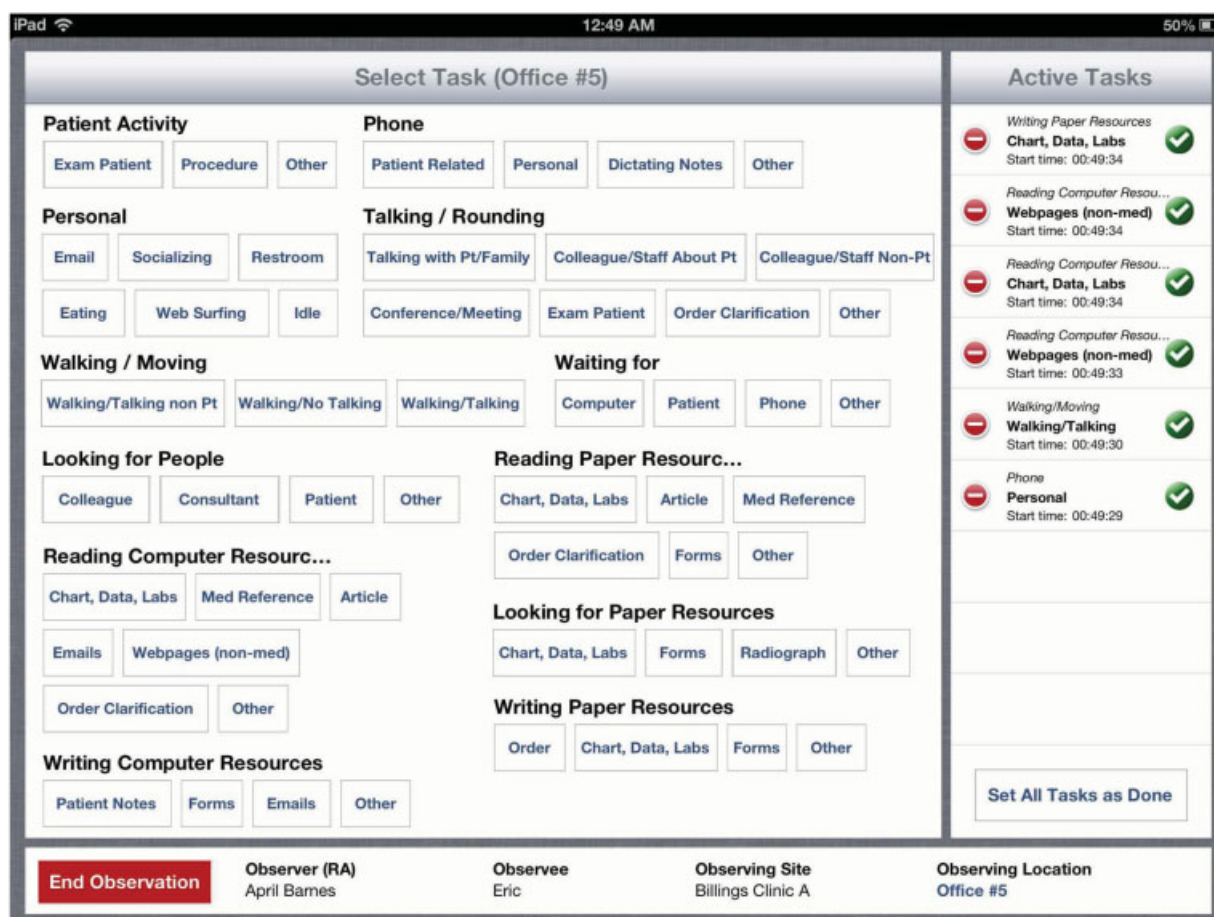 iPad 12:49 AM 50%
Select Task (Office #5)
Patient Activity
Exam Patient Procedure Other
Phone
Patient Related Personal Dictating Notes Other
Personal
Email Socializing Restroom
Eating Web Surfing Idle
Talking / Rounding
Talking with Pt/Family Colleague/Staff About Pt Colleague/Staff Non-Pt
Conference/Meeting Exam Patient Order Clarification Other
Walking / Moving
Walking/Talking non Pt Walking/No Talking Walking/Talking
Waiting for
Computer Patient Phone Other
Looking for People
Colleague Consultant Patient Other
Reading Computer Resourc...
Chart, Data, Labs Med Reference Article
Emails Webpages (non-med)
Order Clarification Other
Writing Computer Resources
Patient Notes Forms Emails Other
Reading Paper Resourc...
Chart, Data, Labs Article Med Reference
Order Clarification Forms Other
Looking for Paper Resources
Chart, Data, Labs Forms Radiograph Other
Writing Paper Resources
Order Chart, Data, Labs Forms Other
Active Tasks
Writing Paper Resources
Chart, Data, Labs
Start time: 00:49:34
Reading Computer Resou...
Webpages (non-med)
Start time: 00:49:34
Reading Computer Resou...
Chart, Data, Labs
Start time: 00:49:34
Reading Computer Resou...
Webpages (non-med)
Start time: 00:49:33
Walking/Moving
Walking/Talking
Start time: 00:49:30
Phone
Personal
Start time: 00:49:29
Set All Tasks as Done
End Observation
Observer (RA)
April Barnes
Observee
Eric
Observing Site
Billings Clinic A
Observing Location
Office #5